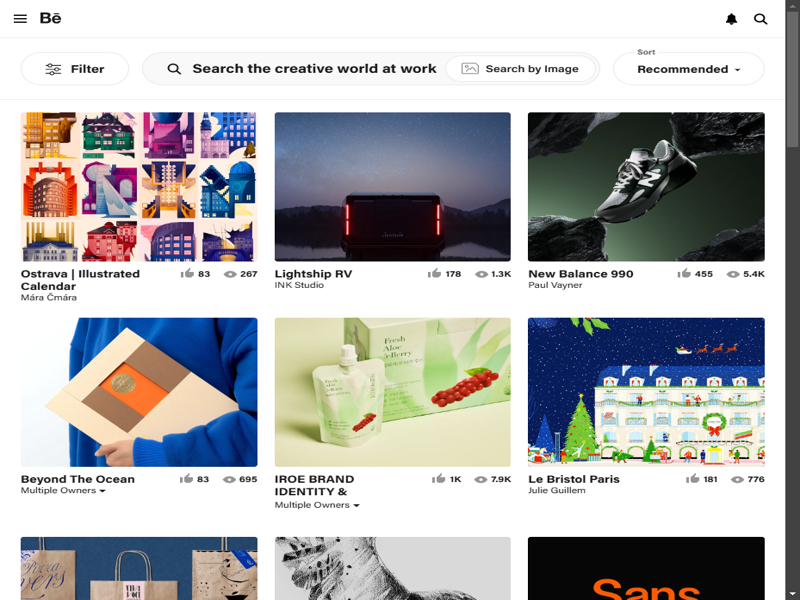 Bē
Filter
Search the creative world at work
Search by Image
Sort
Recommended
Ostrava | Illustrated
Calendar
83
267
Mára Čmára
Lightship RV
178
1.3K
INK Studio
New Balance 990
455
5.4K
Paul Vayner
Fresh
Aloe
&Berry
Beyond The Ocean
83
695
Multiple Owners
IROE BRAND
IDENTITY &
1K
7.9K
Multiple Owners
Le Bristol Paris
181
776
Julie Guillem
Sans